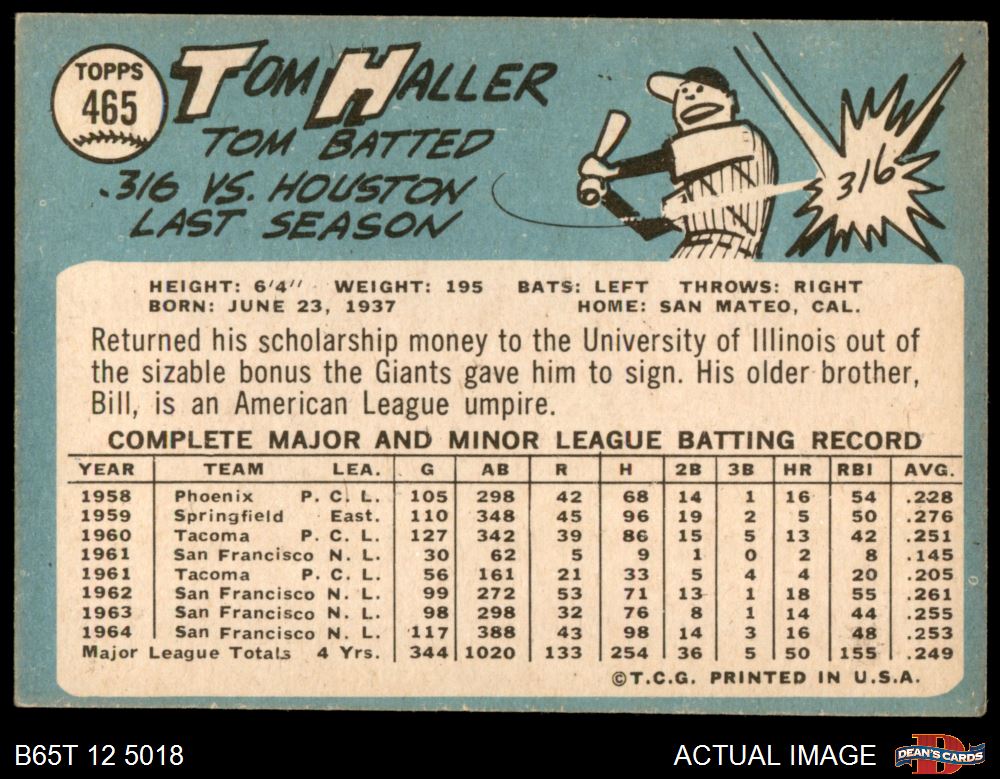 TOPPS
465
TOM HALLER
TOM BATTED
.316 VS. HOUSTON
LAST SEASON
316
HEIGHT: 6'4" WEIGHT: 195 BATS: LEFT THROWS: RIGHT
BORN: JUNE 23, 1937 HOME: SAN MATEO, CAL.
Returned his scholarship money to the University of Illinois out of
the sizable bonus the Giants gave him to sign. His older brother,
Bill, is an American League umpire.
COMPLETE MAJOR AND MINOR LEAGUE BATTING RECORD
YEAR TEAM LEA. G AB R H 2B 3B HR RBI AVG.
1958 Phoenix P. C. L. 105 298 42 68 14 1 16 54 .228
1959 Springfield East. 110 348 45 96 19 2 5 50 .276
1960 Tacoma P. C. L. 127 342 39 86 15 5 13 42 .251
1961 San Francisco N. L. 30 62 5 9 1 0 2 8 .145
1961 Tacoma P. C. L. 56 161 21 33 5 4 4 20 .205
1962 San Francisco N. L. 99 272 53 71 13 1 18 55 .261
1963 San Francisco N. L. 98 298 32 76 8 1 14 44 .255
1964 San Francisco N. L. 117 388 43 98 14 3 16 48 .253
Major League Totals 4 Yrs. 344 1020 133 254 36 5 50 155 .249
©T.C.G. PRINTED IN U.S.A.
B65T 12 5018
ACTUAL IMAGE
DEAN'S CARDS